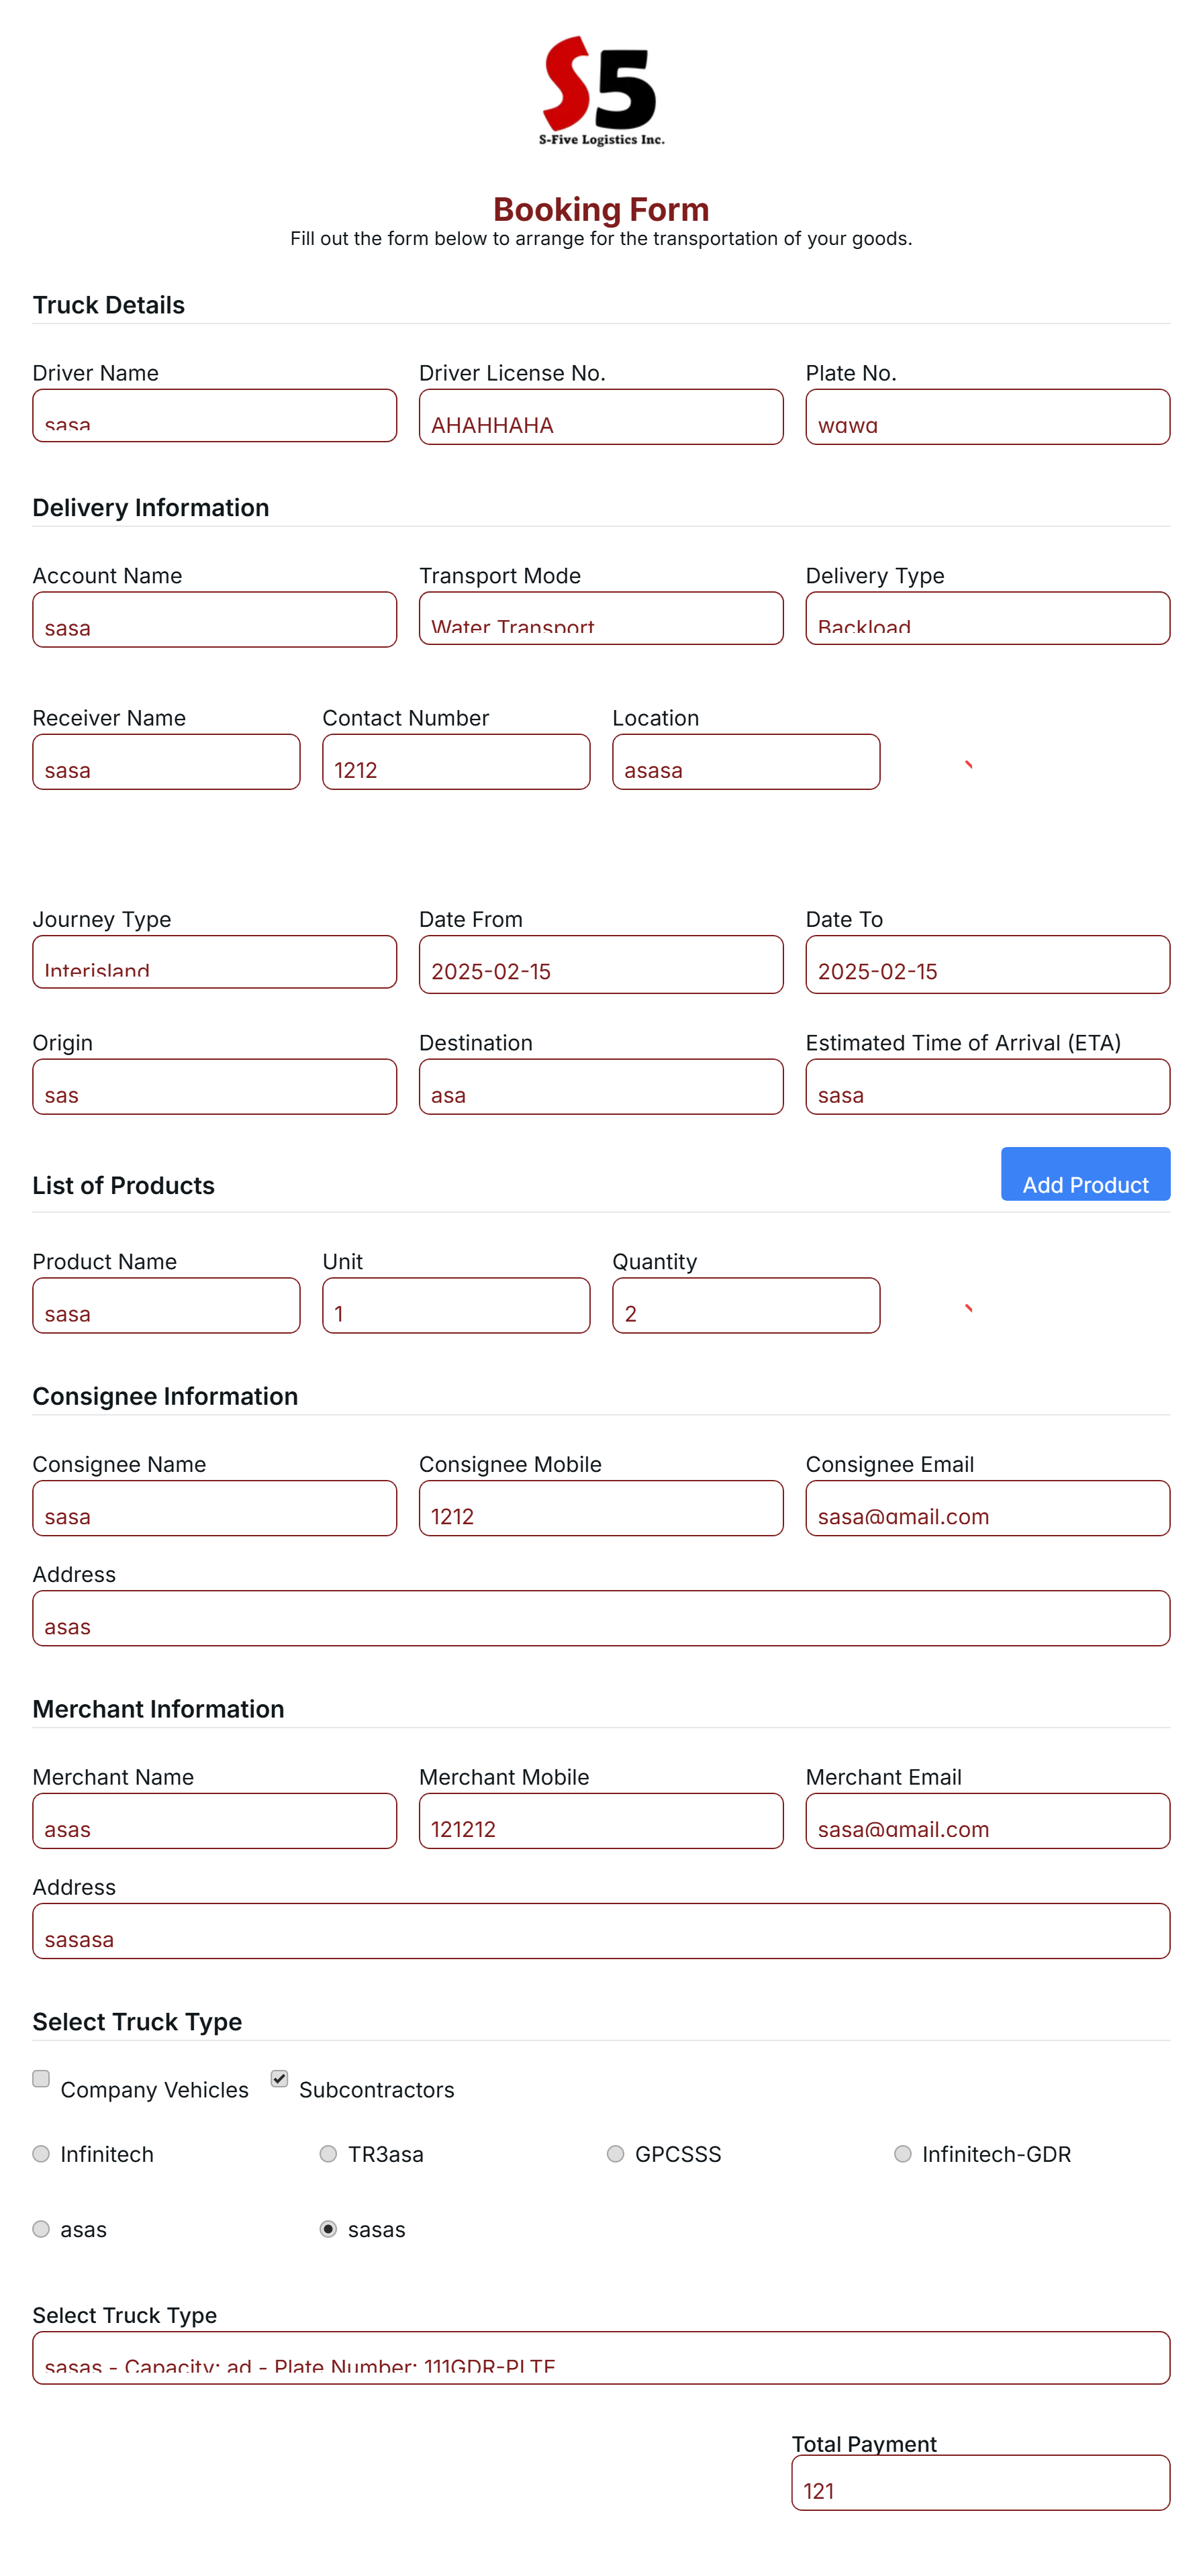 S5
S-Five Logistics Inc.
Booking Form
Fill out the form below to arrange for the transportation of your goods.
Truck Details
Driver Name Driver License No. Plate No.
sasa AHAHHAHA wawa
Delivery Information
Account Name Transport Mode Delivery Type
sasa Water Transport Backload
Receiver Name Contact Number Location
sasa 1212 asasa
Journey Type Date From Date To
Interisland 2025-02-15 2025-02-15
Origin Destination Estimated Time of Arrival (ETA)
sas asa sasa
List of Products Add Product
Product Name Unit Quantity
sasa 1 2
Consignee Information
Consignee Name Consignee Mobile Consignee Email
sasa 1212 sasa@gmail.com
Address
asas
Merchant Information
Merchant Name Merchant Mobile Merchant Email
asas 121212 sasa@gmail.com
Address
sasasa
Select Truck Type
Company Vehicles Subcontractors
Infinitech TR3asa GPCSSS Infinitech-GDR
asas sasas
Select Truck Type
sasas - Capacity: ad - Plate Number: 111GDR-PLTE
Total Payment
121